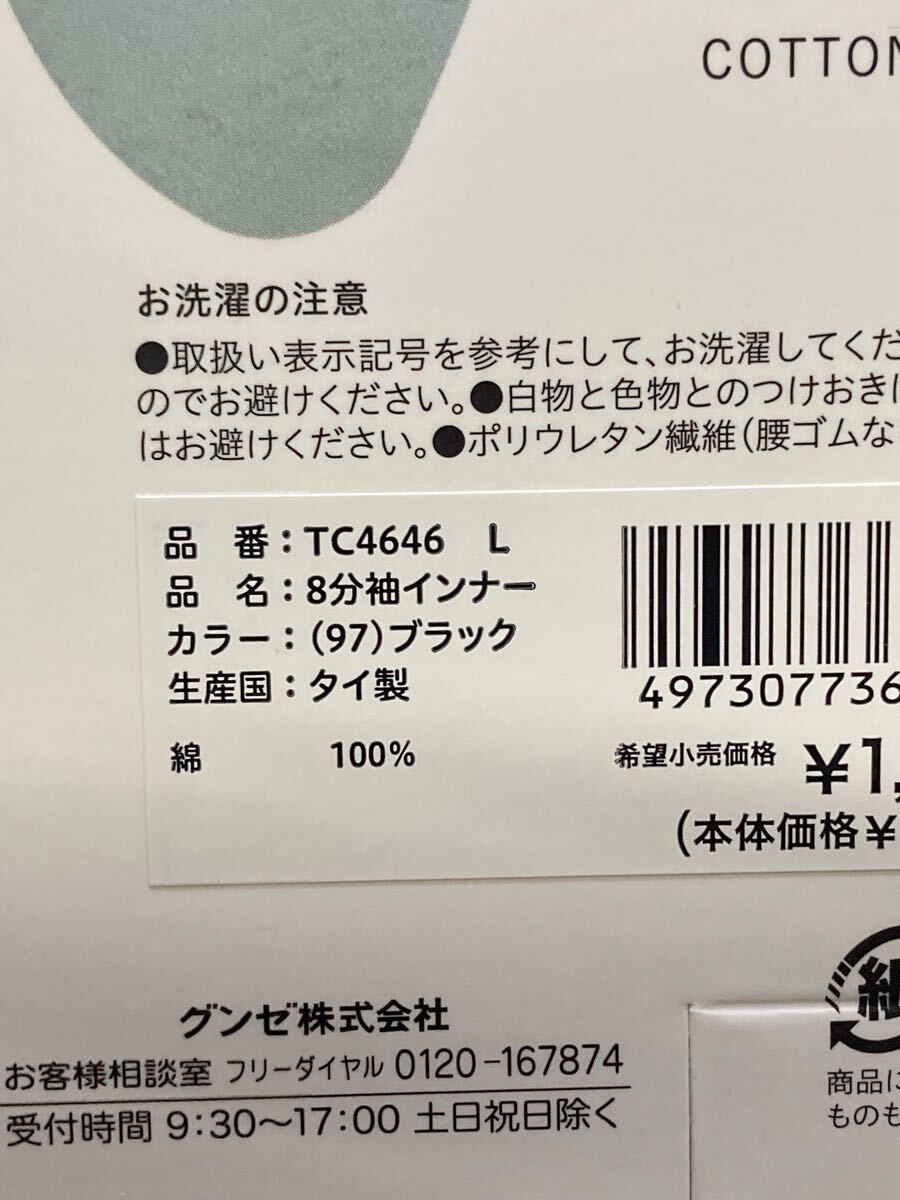 COTTON
お洗濯の注意
●取扱い表示記号を参考にして、お洗濯してくだ
のでお避けください。●白物と色物とのつけおきは
はお避けください。●ポリウレタン繊維(腰ゴムな
品 番：TC4646 L
品 名：8分袖インナー
カラー：(97)ブラック
生産国：タイ製
綿 100%
497307736
希望小売価格 ¥1,
(本体価格¥
グンゼ株式会社
お客様相談室 フリーダイヤル 0120-167874
受付時間 9:30〜17:00 土日祝日除く
紙
商品に
ものも